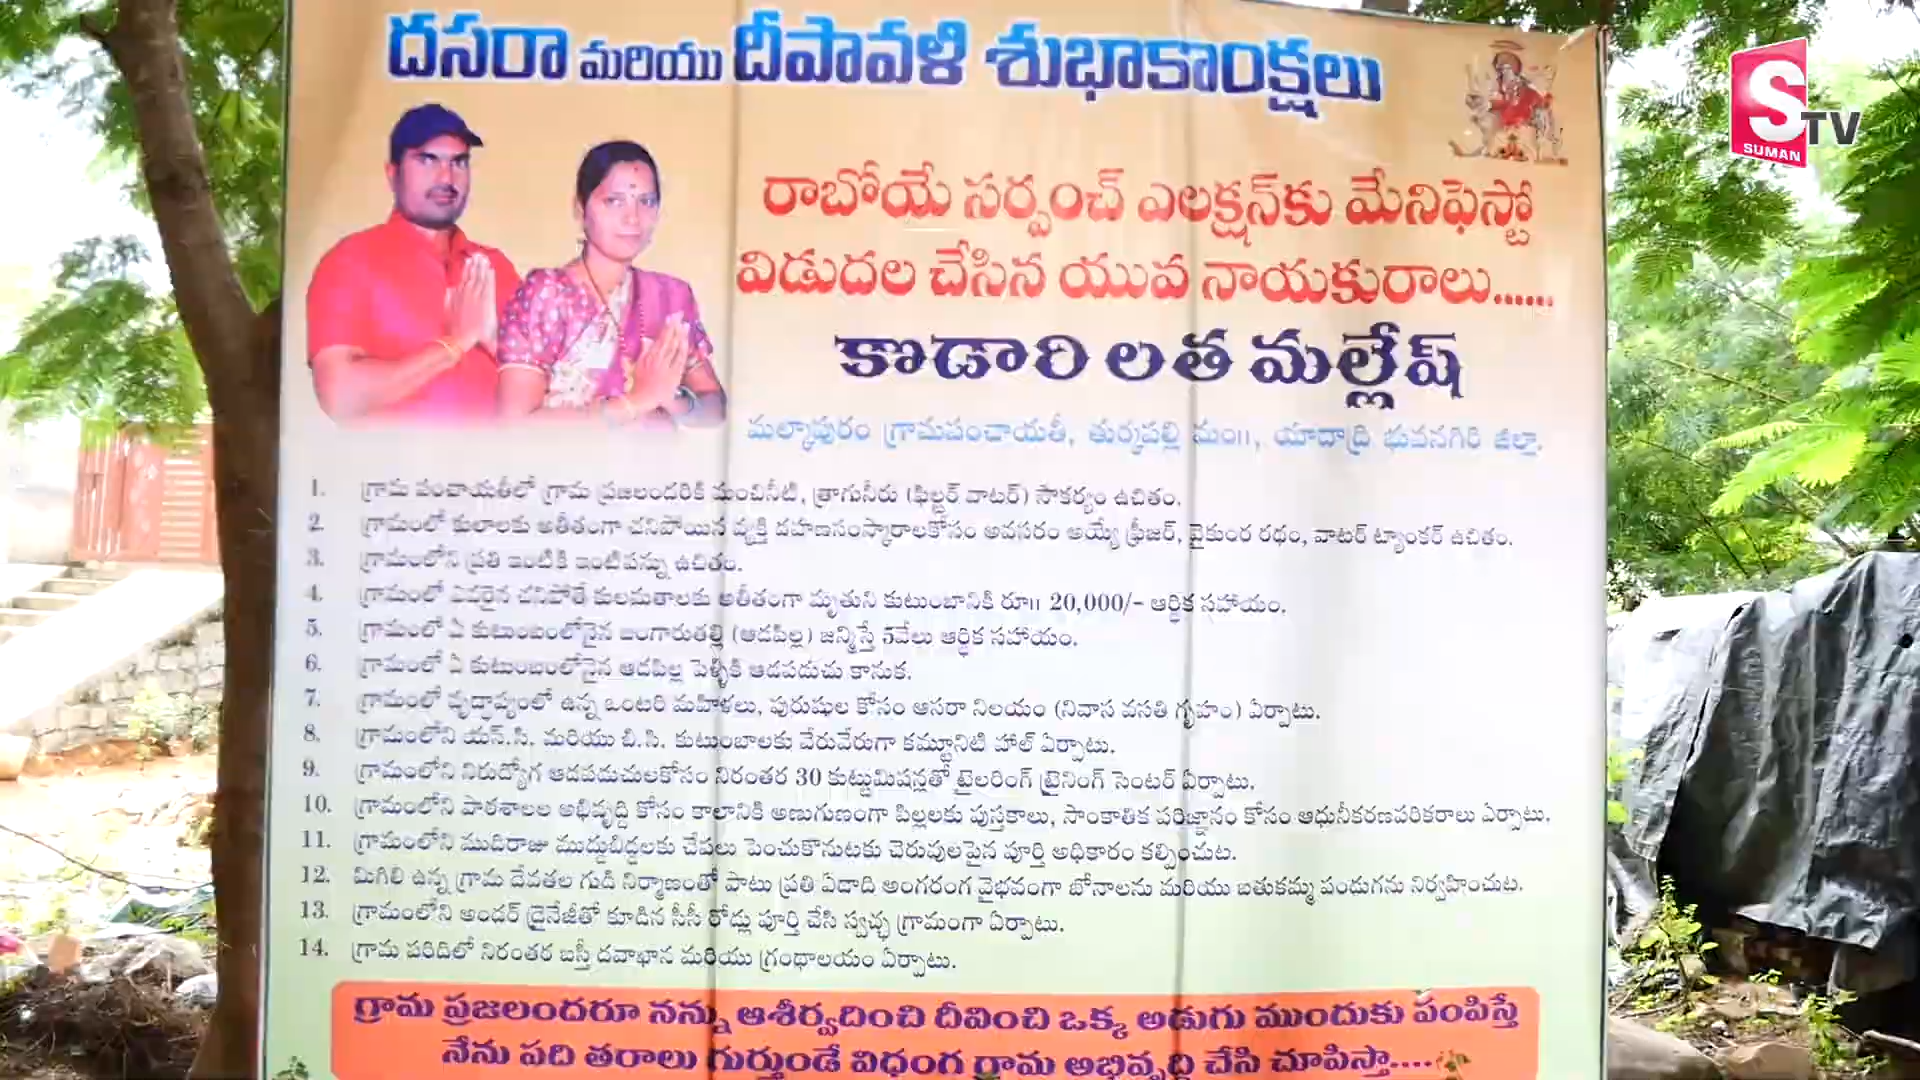 దసరా మరియు దీపావళి శుభాకాంక్షలు
S TV
SUMAN
రాబోయే సర్పంచ్ ఎలక్షన్‌కు మేనిఫెస్టో
విడుదల చేసిన యువ నాయకురాలు......
కొడారి లత మల్లేష్
మల్కాపురం గ్రామపంచాయతీ, తుర్కపల్లి మం॥, యాదాద్రి భువనగిరి జిల్లా.
1. గ్రామ పంచాయతీలో గ్రామ ప్రజలందరికి మంచినీటి, త్రాగునీరు (ఫిల్టర్ వాటర్) సౌకర్యం ఉచితం.
2. గ్రామంలో కులాలకు అతీతంగా చనిపోయిన వ్యక్తి దహణసంస్కారాలకోసం అవసరం అయ్యే ఫ్రీజర్, వైకుంఠ రథం, వాటర్ ట్యాంకర్ ఉచితం.
3. గ్రామంలోని ప్రతి ఇంటికి ఇంటిపన్ను ఉచితం.
4. గ్రామంలో ఎవరైన చనిపోతే కులమతాలకు అతీతంగా మృతుని కుటుంబానికి రూ॥ 20,000/- ఆర్థిక సహాయం.
5. గ్రామంలో ఏ కుటుంబంలోనైన బంగారుతల్లి (ఆడపిల్ల) జన్మిస్తే 5వేలు ఆర్థిక సహాయం.
6. గ్రామంలో ఏ కుటుంబంలోనైన ఆడపిల్ల పెళ్ళికి ఆడపడుచు కానుక.
7. గ్రామంలో వృద్ధాప్యంలో ఉన్న ఒంటరి మహిళలు, పురుషుల కోసం ఆసరా నిలయం (నివాస వసతి గృహం) ఏర్పాటు.
8. గ్రామంలోని యస్.సి. మరియు బి.సి. కుటుంబాలకు వేరువేరుగా కమ్యూనిటి హాల్ ఏర్పాటు.
9. గ్రామంలోని నిరుద్యోగ ఆడపడుచులకోసం నిరంతర 30 కుట్టుమిషన్లతో టైలరింగ్ ట్రైనింగ్ సెంటర్ ఏర్పాటు.
10. గ్రామంలోని పాఠశాలల అభివృద్ది కోసం కాలానికి అణుగుణంగా పిల్లలకు పుస్తకాలు, సాంకాతిక పరిజ్ఞానం కోసం ఆధునీకరణపరికరాలు ఏర్పాటు.
11. గ్రామంలోని ముదిరాజు ముద్దుబిడ్డలకు చేపలు పెంచుకొనుటకు చెరువులపైన పూర్తి అధికారం కల్పించుట.
12. మిగిలి ఉన్న గ్రామ దేవతల గుడి నిర్మాణంతో పాటు ప్రతి ఏడాది అంగరంగ వైభవంగా బోనాలను మరియు బతుకమ్మ పండుగను నిర్వహించుట.
13. గ్రామంలోని అండర్ డ్రైనేజీతో కూడిన సీసీ రోడ్లు పూర్తి చేసి స్వచ్ఛ గ్రామంగా ఏర్పాటు.
14. గ్రామ పరిదిలో నిరంతర బస్తీ దవాఖాన మరియు గ్రంథాలయం ఏర్పాటు.
గ్రామ ప్రజలందరూ నన్ను ఆశీర్వదించి దీవించి ఒక్క అడుగు ముందుకు పంపిస్తే
నేను పది తరాలు గుర్తుండే విధంగ గ్రామ అభివృద్ధి చేసి చూపిస్తా....